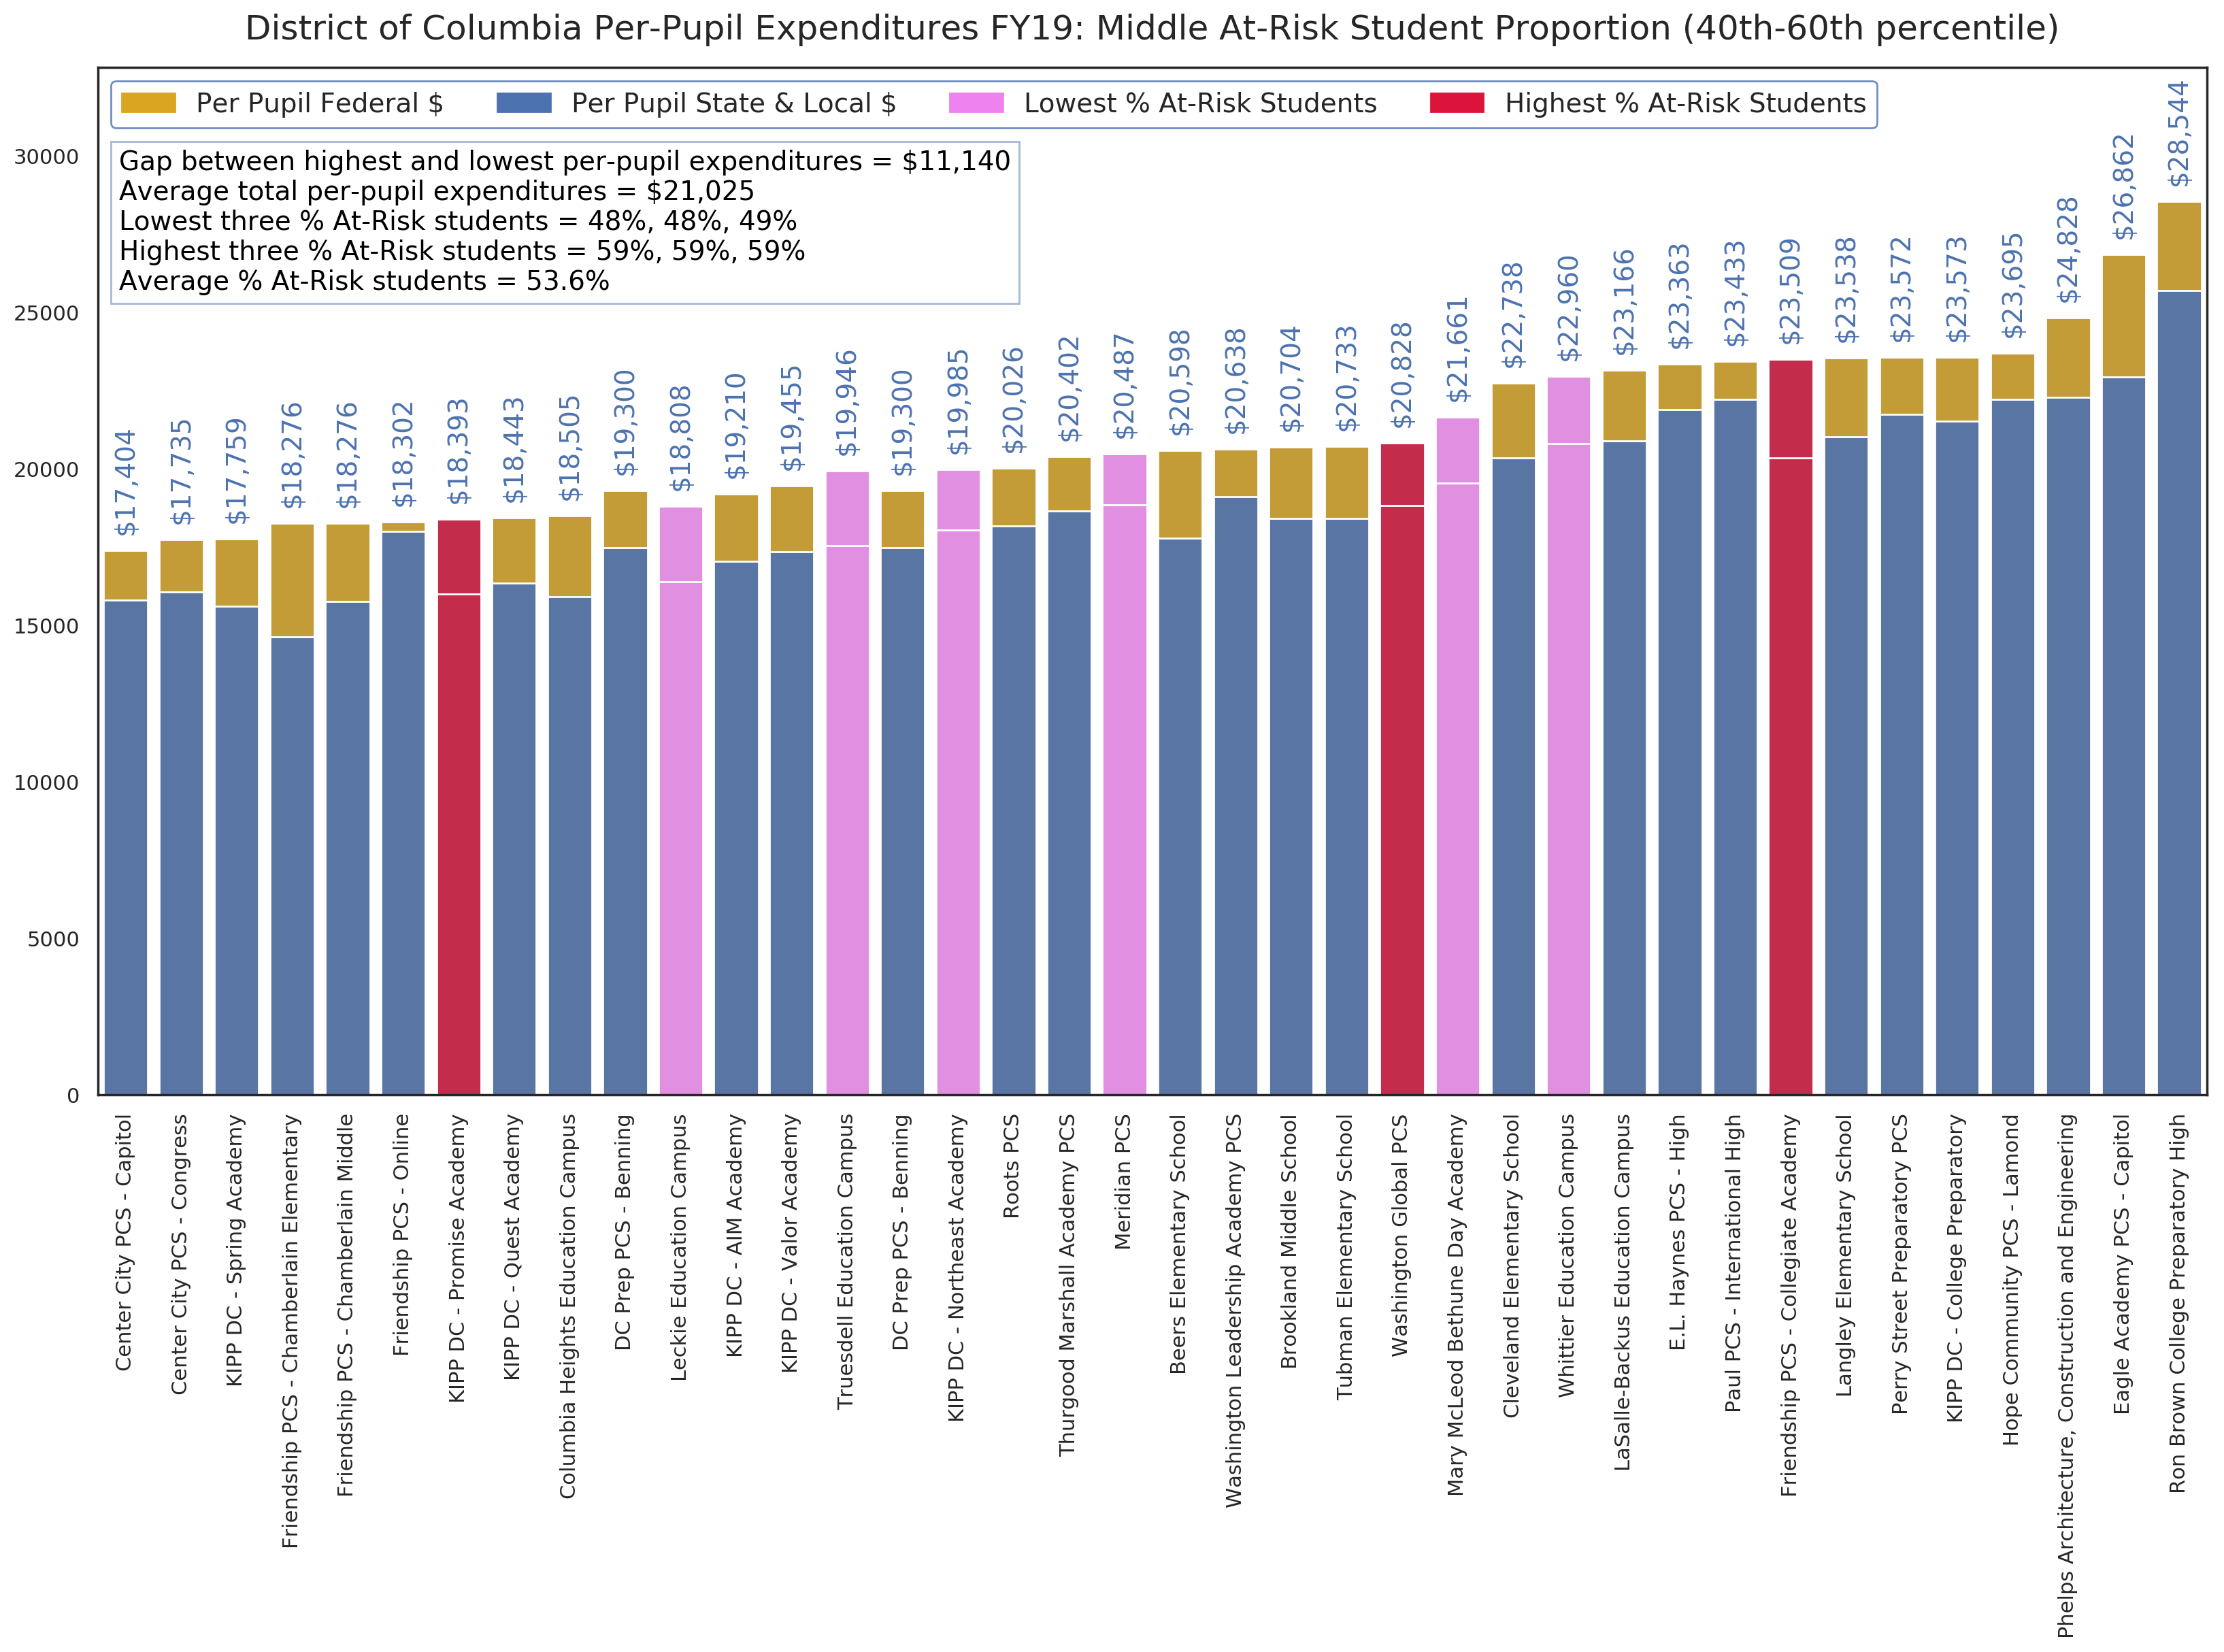 District of Columbia Per-Pupil Expenditures FY19: Middle At-Risk Student Proportion (40th-60th percentile)
Per Pupil Federal $
Per Pupil State & Local $
Lowest % At-Risk Students
Highest % At-Risk Students
Gap between highest and lowest per-pupil expenditures = $11,140
Average total per-pupil expenditures = $21,025
Lowest three % At-Risk students = 48%, 48%, 49%
Highest three % At-Risk students = 59%, 59%, 59%
Average % At-Risk students = 53.6%
30000
25000
20000
15000
10000
5000
0
$17,404
$17,735
$17,759
$18,276
$18,276
$18,302
$18,393
$18,443
$18,505
$19,300
$18,808
$19,210
$19,455
$19,946
$19,300
$19,985
$20,026
$20,402
$20,487
$20,598
$20,638
$20,704
$20,733
$20,828
$21,661
$22,738
$22,960
$23,166
$23,363
$23,433
$23,509
$23,538
$23,572
$23,573
$23,695
$24,828
$26,862
$28,544
Center City PCS - Capitol
Center City PCS - Congress
KIPP DC - Spring Academy
Friendship PCS - Chamberlain Elementary
Friendship PCS - Chamberlain Middle
Friendship PCS - Online
KIPP DC - Promise Academy
KIPP DC - Quest Academy
Columbia Heights Education Campus
DC Prep PCS - Benning
Leckie Education Campus
KIPP DC - AIM Academy
KIPP DC - Valor Academy
Truesdell Education Campus
DC Prep PCS - Benning
KIPP DC - Northeast Academy
Roots PCS
Thurgood Marshall Academy PCS
Meridian PCS
Beers Elementary School
Washington Leadership Academy PCS
Brookland Middle School
Tubman Elementary School
Washington Global PCS
Mary McLeod Bethune Day Academy
Cleveland Elementary School
Whittier Education Campus
LaSalle-Backus Education Campus
E.L. Haynes PCS - High
Paul PCS - International High
Friendship PCS - Collegiate Academy
Langley Elementary School
Perry Street Preparatory PCS
KIPP DC - College Preparatory
Hope Community PCS - Lamond
Phelps Architecture, Construction and Engineering
Eagle Academy PCS - Capitol
Ron Brown College Preparatory High